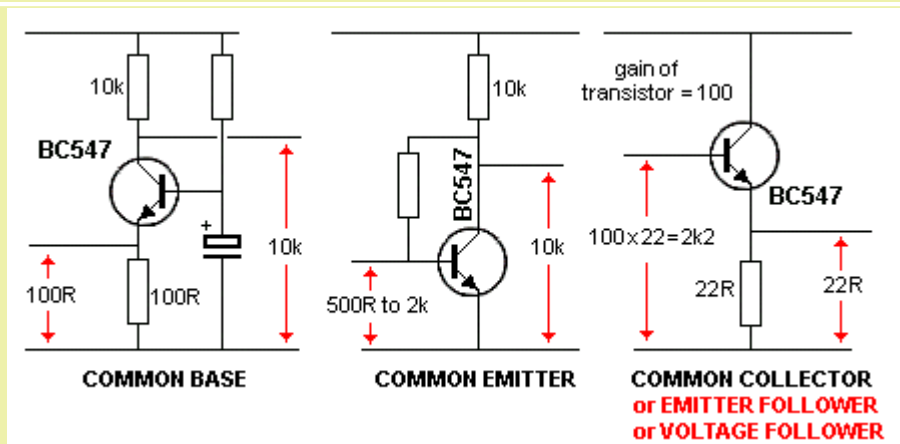 10k
BC547
+
100R
100R
10k
COMMON BASE
10k
BC547
500R to 2k
10k
COMMON EMITTER
gain of
transistor = 100
BC547
100x22=2k2
22R
22R
COMMON COLLECTOR
or EMITTER FOLLOWER
or VOLTAGE FOLLOWER